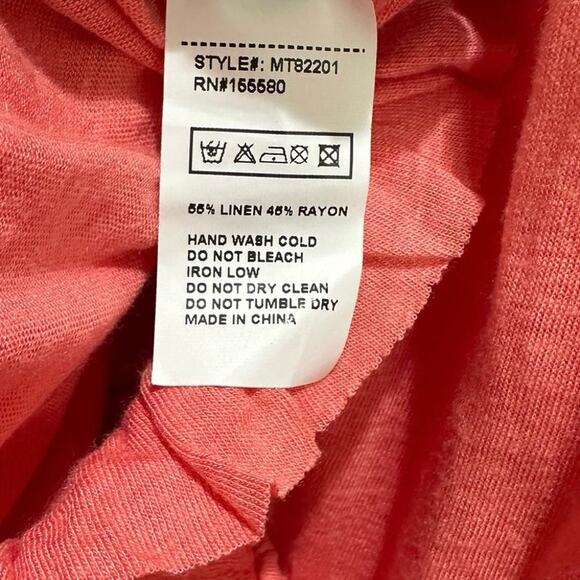 STYLE#: MT82201
RN#155580
55% LINEN 45% RAYON
HAND WASH COLD
DO NOT BLEACH
IRON LOW
DO NOT DRY CLEAN
DO NOT TUMBLE DRY
MADE IN CHINA